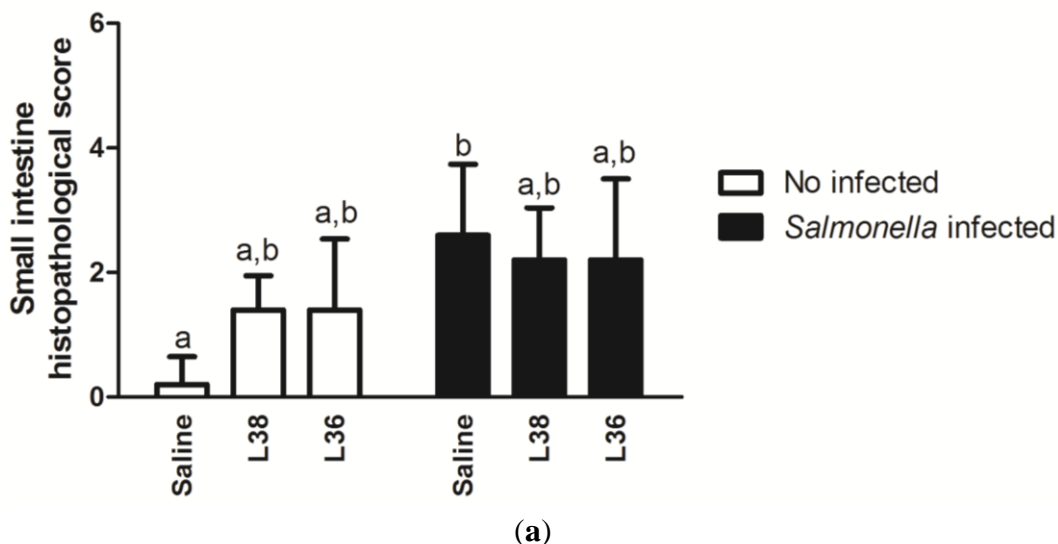 Small intestine
histopathological score
6
4
2
0
a
a,b
a,b
b
a,b
a,b
Saline
L38
L36
Saline
L38
L36
No infected
Salmonella infected
(a)